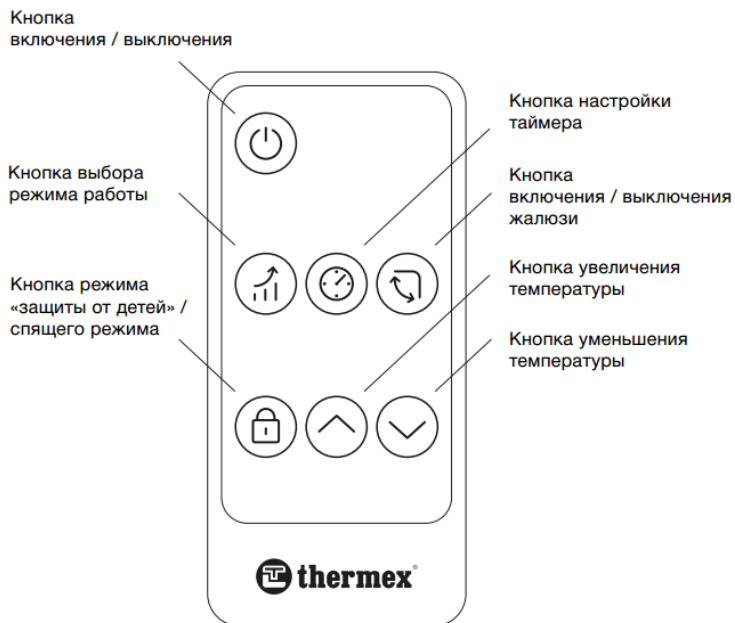 Кнопка
включения / выключения
Кнопка настройки
таймера
Кнопка выбора
режима работы
Кнопка
включения / выключения
жалюзи
Кнопка режима
«защиты от детей» /
спящего режима
Кнопка увеличения
температуры
Кнопка уменьшения
температуры
thermex®